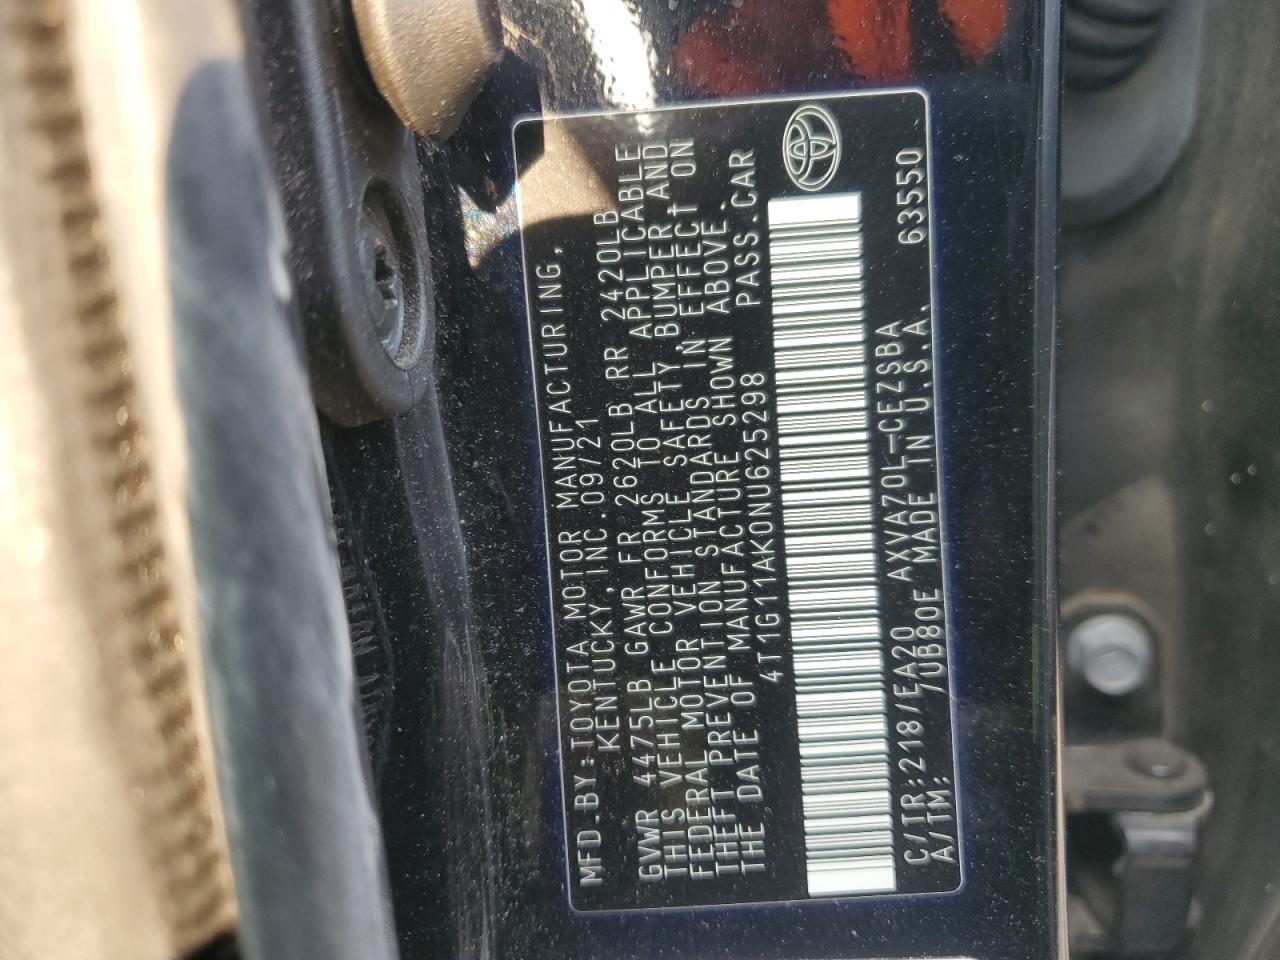 MFD.BY:TOYOTA MOTOR MANUFACTURING,
KENTUCKY,INC.09/21
GVWR 4475LB GAWR FR 2620LB RR 2420LB
THIS VEHICLE CONFORMS TO ALL APPLICABLE
FEDERAL MOTOR VEHICLE SAFETY,BUMPER,AND
THEFT PREVENTION STANDARDS IN EFFECT ON
THE DATE OF MANUFACTURE SHOWN ABOVE.
4T1G11AK0NU625298 PASS.CAR
C/TR:218/EA20 AXVA70L-CEZSBA 63550
A/TM: /UB80E MADE IN U.S.A.